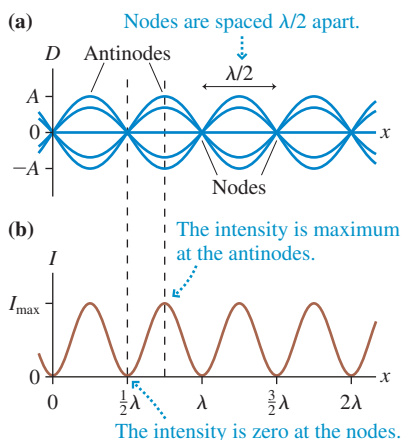 (a)
Nodes are spaced λ/2 apart.
D
Antinodes
λ/2
A
0
−A
x
Nodes
(b)
The intensity is maximum
at the antinodes.
I
Imax
0
x
0
½λ
λ
3/2λ
2λ
The intensity is zero at the nodes.